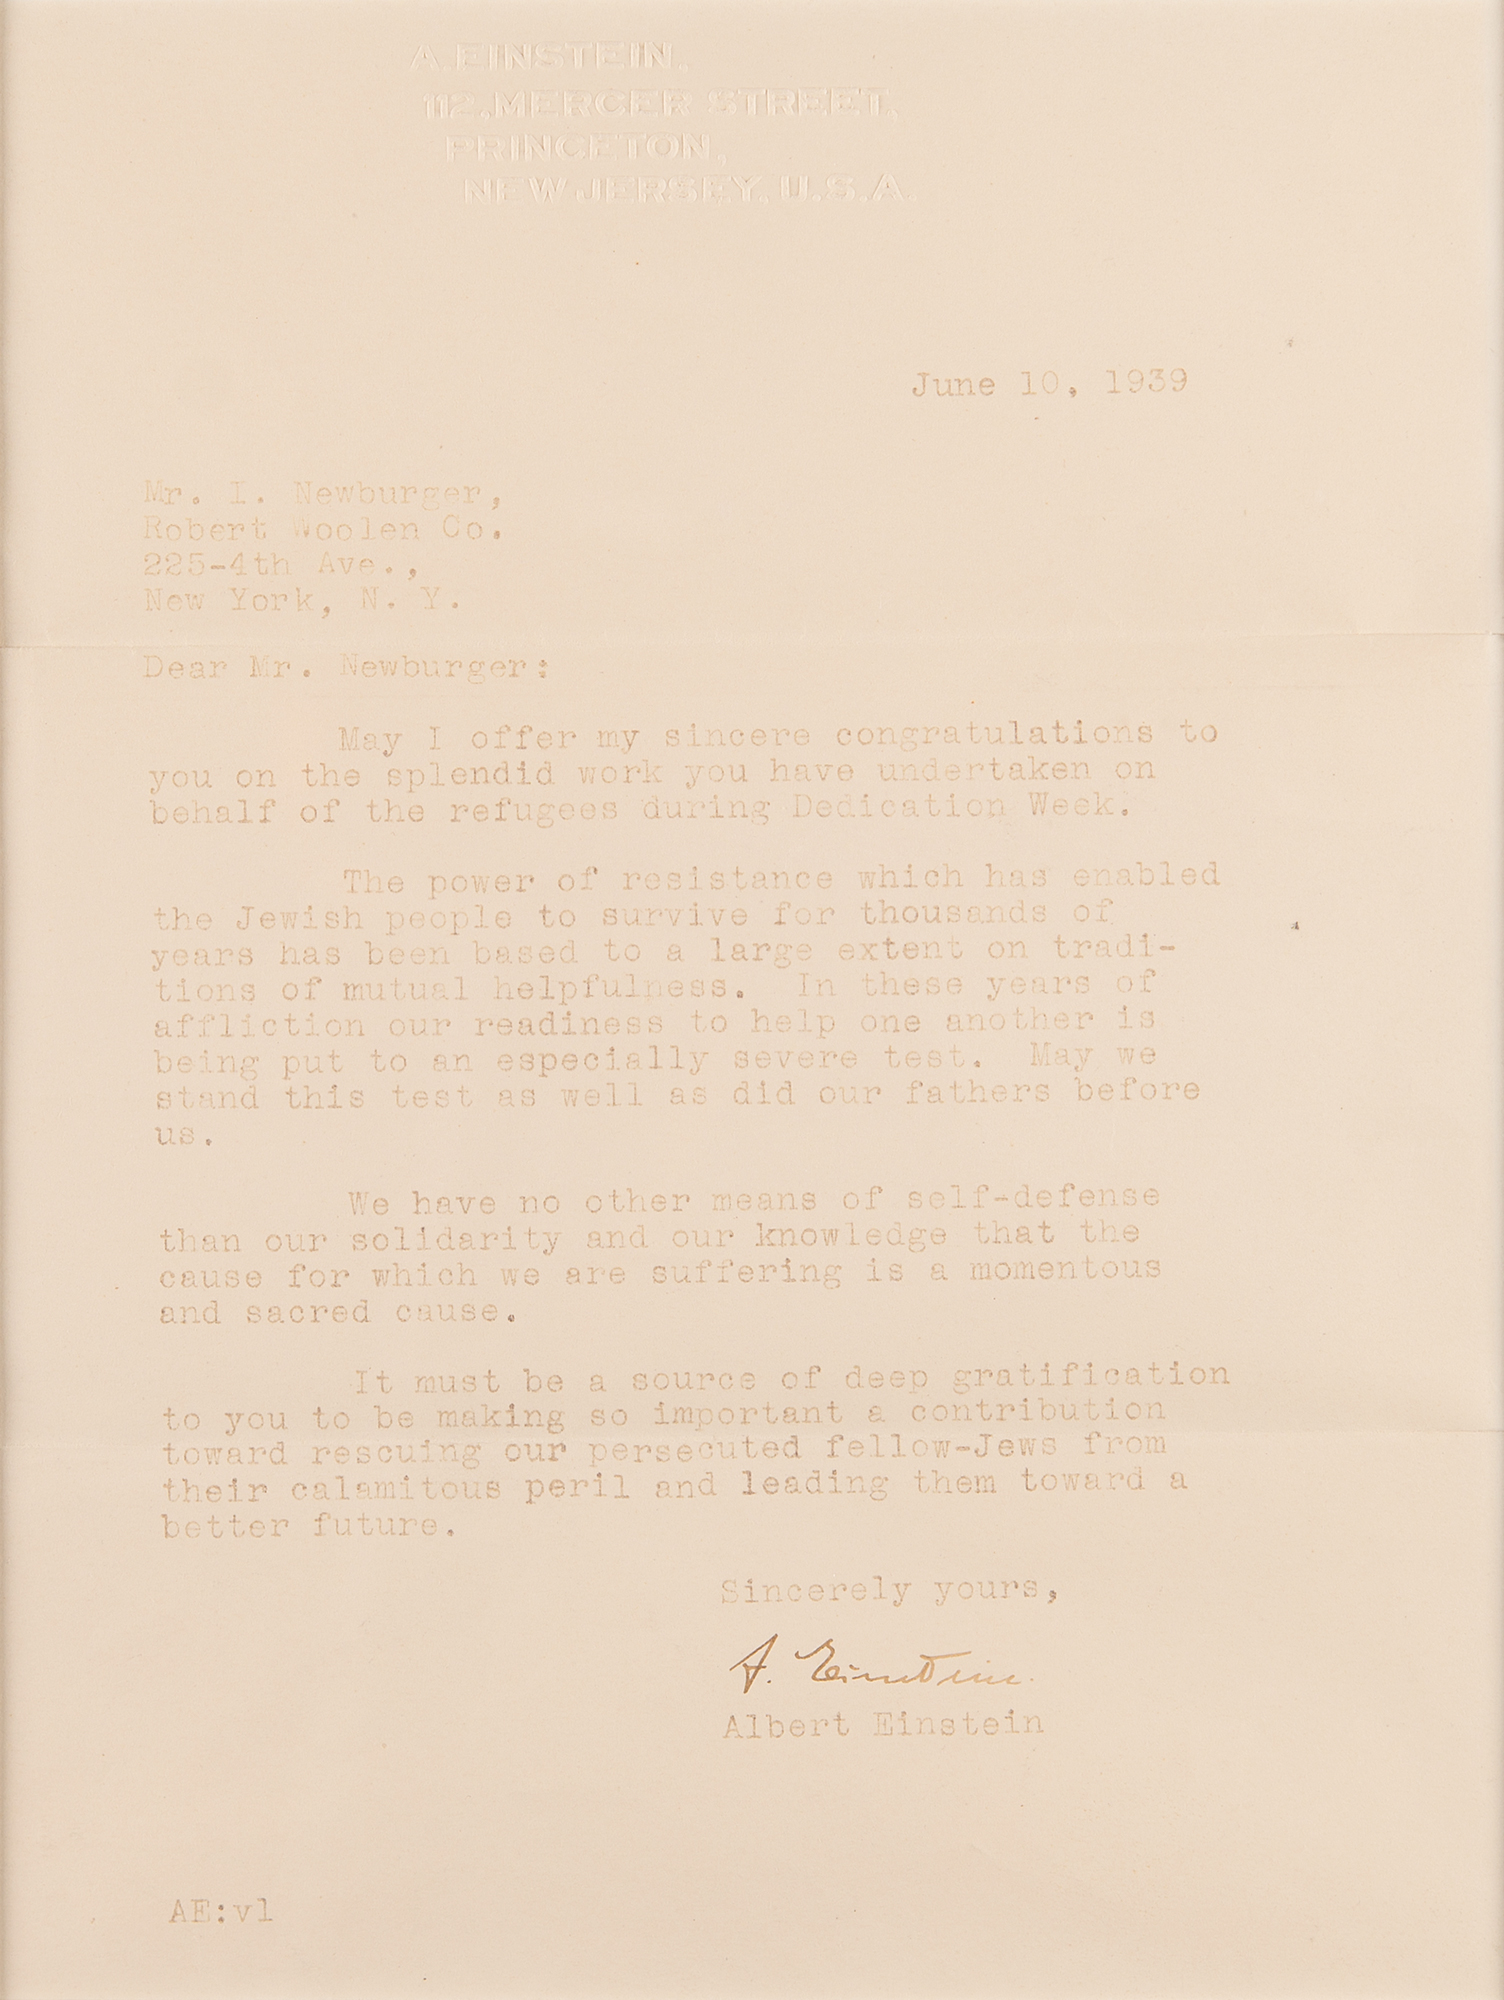 A. EINSTEIN,
112, MERCER STREET,
PRINCETON,
NEW JERSEY, U.S.A.
June 10, 1939
Mr. I. Newburger,
Robert Woolen Co.
225-4th Ave.,
New York, N. Y.
Dear Mr. Newburger:
May I offer my sincere congratulations to
you on the splendid work you have undertaken on
behalf of the refugees during Dedication Week.
The power of resistance which has enabled
the Jewish people to survive for thousands of
years has been based to a large extent on tradi-
tions of mutual helpfulness. In these years of
affliction our readiness to help one another is
being put to an especially severe test. May we
stand this test as well as did our fathers before
us.
We have no other means of self-defense
than our solidarity and our knowledge that the
cause for which we are suffering is a momentous
and sacred cause.
It must be a source of deep gratification
to you to be making so important a contribution
toward rescuing our persecuted fellow-Jews from
their calamitous peril and leading them toward a
better future.
Sincerely yours,
A. Einstein.
Albert Einstein
AE:vl